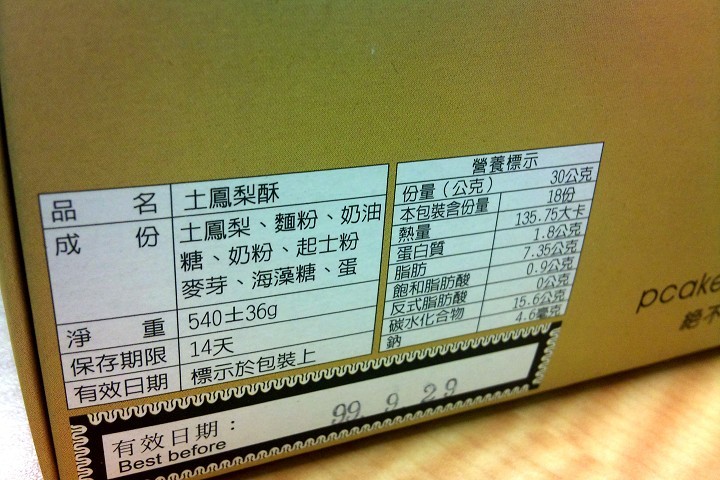 品名 土鳳梨酥
成份 土鳳梨、麵粉、奶油
糖、奶粉、起士粉
麥芽、海藻糖、蛋
淨重 540±36g
保存期限 14天
有效日期 標示於包裝上
營養標示
份量（公克） 30公克
本包裝含份量 18份
熱量 135.75大卡
蛋白質 1.8公克
脂肪 7.35公克
飽和脂肪酸 0.9公克
反式脂肪酸 0公克
碳水化合物 15.6公克
鈉 4.6毫克
有效日期：
Best before
99. 9. 29
pcake
絕不